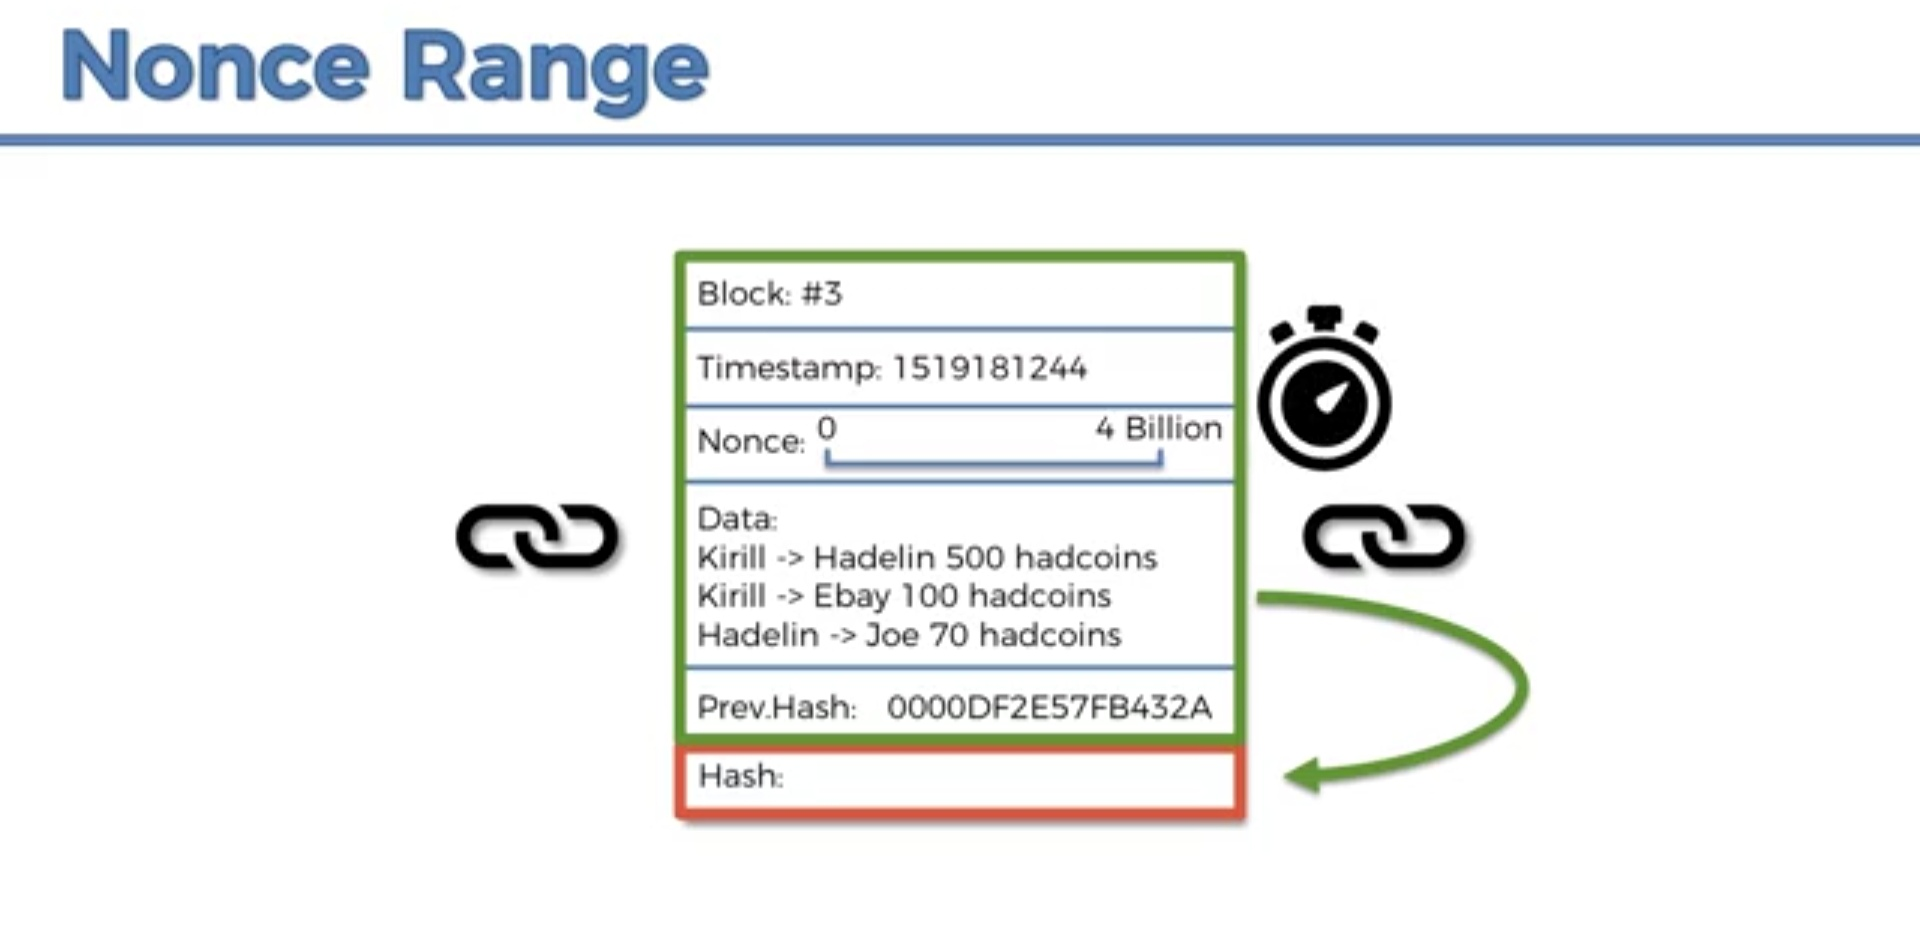 Nonce Range
Block: #3
Timestamp: 1519181244
Nonce: 0 4 Billion
Data:
Kirill -> Hadelin 500 hadcoins
Kirill -> Ebay 100 hadcoins
Hadelin -> Joe 70 hadcoins
Prev.Hash: 0000DF2E57FB432A
Hash: